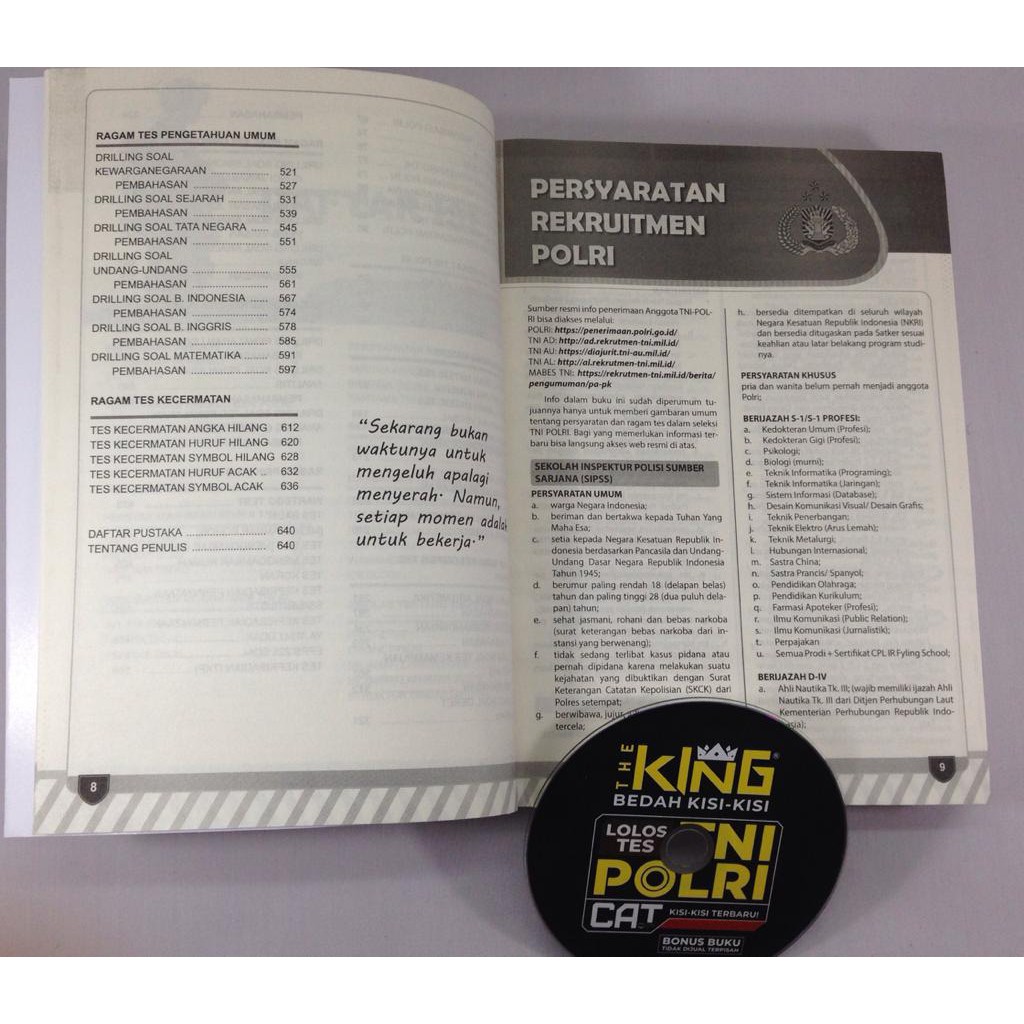 RAGAM TES PENGETAHUAN UMUM
DRILLING SOAL
KEWARGANEGARAAN ..................... 521
PEMBAHASAN .......................... 527
DRILLING SOAL SEJARAH ............... 531
PEMBAHASAN .......................... 539
DRILLING SOAL TATA NEGARA ...... 545
PEMBAHASAN .......................... 551
DRILLING SOAL
UNDANG-UNDANG ........................... 555
PEMBAHASAN .......................... 561
DRILLING SOAL B. INDONESIA ...... 567
PEMBAHASAN .......................... 574
DRILLING SOAL B. INGGRIS ........... 578
PEMBAHASAN .......................... 585
DRILLING SOAL MATEMATIKA ........ 591
PEMBAHASAN .......................... 597
RAGAM TES KECERMATAN
TES KECERMATAN ANGKA HILANG 612
TES KECERMATAN HURUF HILANG 620
TES KECERMATAN SYMBOL HILANG 628
TES KECERMATAN HURUF ACAK .. 632
TES KECERMATAN SYMBOL ACAK 636
DAFTAR PUSTAKA ........................... 640
TENTANG PENULIS ......................... 640
"Sekarang bukan
waktunya untuk
mengeluh apalagi
menyerah. Namun,
setiap momen adalah
untuk bekerja."
8
PERSYARATAN
REKRUITMEN
POLRI
Sumber resmi info penerimaan Anggota TNI-POL-
RI bisa diakses melalui:
POLRI: https://penerimaan.polri.go.id/
TNI AD: http://ad.rekrutmen-tni.mil.id/
TNI AU: https://diajurit.tni-au.mil.id/
TNI AL: http://al.rekrutmen-tni.mil.id/
MABES TNI: https://rekrutmen-tni.mil.id/berita/
pengumuman/pa-pk
Info dalam buku ini sudah diperumum tu-
juannya hanya untuk memberi gambaran umum
tentang persyaratan dan ragam tes dalam seleksi
TNI POLRI. Bagi yang memerlukan informasi ter-
baru bisa langsung akses web resmi di atas.
SEKOLAH INSPEKTUR POLISI SUMBER
SARJANA (SIPSS)
PERSYARATAN UMUM
a. warga Negara Indonesia;
b. beriman dan bertakwa kepada Tuhan Yang
Maha Esa;
c. setia kepada Negara Kesatuan Republik In-
donesia berdasarkan Pancasila dan Undang-
Undang Dasar Negara Republik Indonesia
Tahun 1945;
d. berumur paling rendah 18 (delapan belas)
tahun dan paling tinggi 28 (dua puluh dela-
pan) tahun;
e. sehat jasmani, rohani dan bebas narkoba
(surat keterangan bebas narkoba dari in-
stansi yang berwenang);
f. tidak sedang terlibat kasus pidana atau
pernah dipidana karena melakukan suatu
kejahatan yang dibuktikan dengan Surat
Keterangan Catatan Kepolisian (SKCK) dari
Polres setempat;
g. berwibawa, jujur,
tercela;
h. bersedia ditempatkan di seluruh wilayah
Negara Kesatuan Republik Indonesia (NKRI)
dan bersedia ditugaskan pada Satker sesuai
keahlian atau latar belakang program studi-
nya.
PERSYARATAN KHUSUS
pria dan wanita belum pernah menjadi anggota
Polri;
BERIJAZAH S-1/S-1 PROFESI:
a. Kedokteran Umum (Profesi);
b. Kedokteran Gigi (Profesi);
c. Psikologi;
d. Biologi (murni);
e. Teknik Informatika (Programing);
f. Teknik Informatika (Jaringan);
g. Sistem Informasi (Database);
h. Desain Komunikasi Visual/ Desain Grafis;
i. Teknik Penerbangan;
j. Teknik Elektro (Arus Lemah);
k. Teknik Metalurgi;
l. Hubungan Internasional;
m. Sastra China;
n. Sastra Prancis/ Spanyol;
o. Pendidikan Olahraga;
p. Pendidikan Kurikulum;
q. Farmasi Apoteker (Profesi);
r. Ilmu Komunikasi (Public Relation);
s. Ilmu Komunikasi (Jurnalistik);
t. Perpajakan
u. Semua Prodi + Sertifikat CPL IR Fyling School;
BERIJAZAH D-IV
a. Ahli Nautika Tk. III; (wajib memiliki ijazah Ahli
Nautika Tk. III dari Ditjen Perhubungan Laut
Kementerian Perhubungan Republik Indo-
9
THE KING
BEDAH KISI-KISI
LOLOS TES TNI
POLRI
CAT KISI-KISI TERBARU!
BONUS BUKU
TIDAK DIJUAL TERPISAH